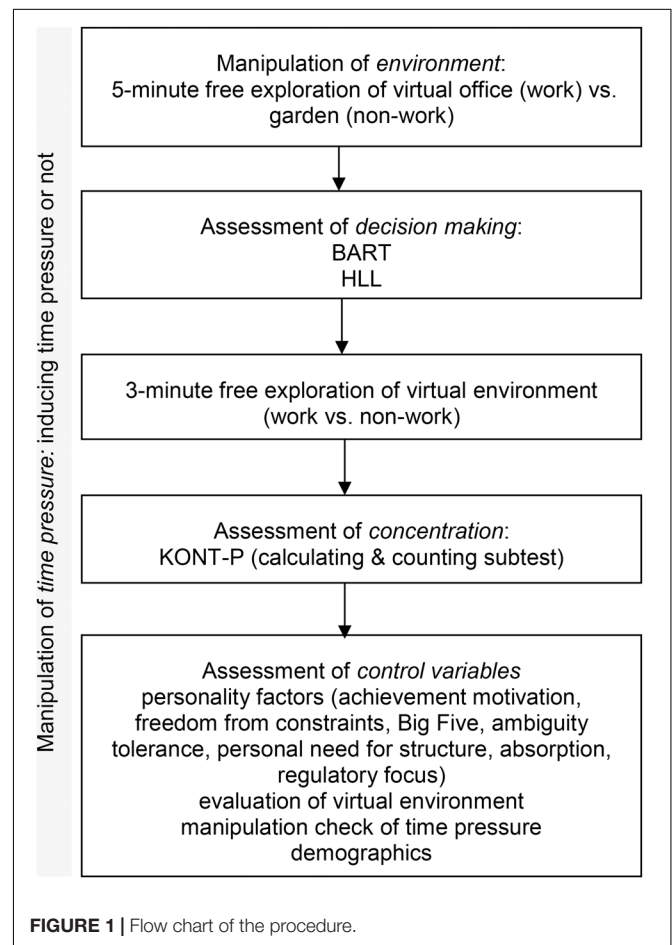 Manipulation of time pressure: inducing time pressure or not
Manipulation of environment:
5-minute free exploration of virtual office (work) vs.
garden (non-work)
Assessment of decision making:
BART
HLL
3-minute free exploration of virtual environment
(work vs. non-work)
Assessment of concentration:
KONT-P (calculating & counting subtest)
Assessment of control variables
personality factors (achievement motivation,
freedom from constraints, Big Five, ambiguity
tolerance, personal need for structure, absorption,
regulatory focus)
evaluation of virtual environment
manipulation check of time pressure
demographics
FIGURE 1 | Flow chart of the procedure.